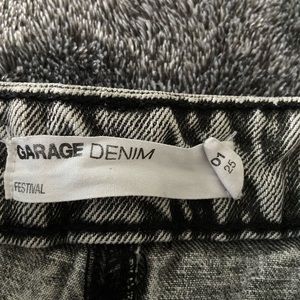 GARAGE DENIM
FESTIVAL
01
25